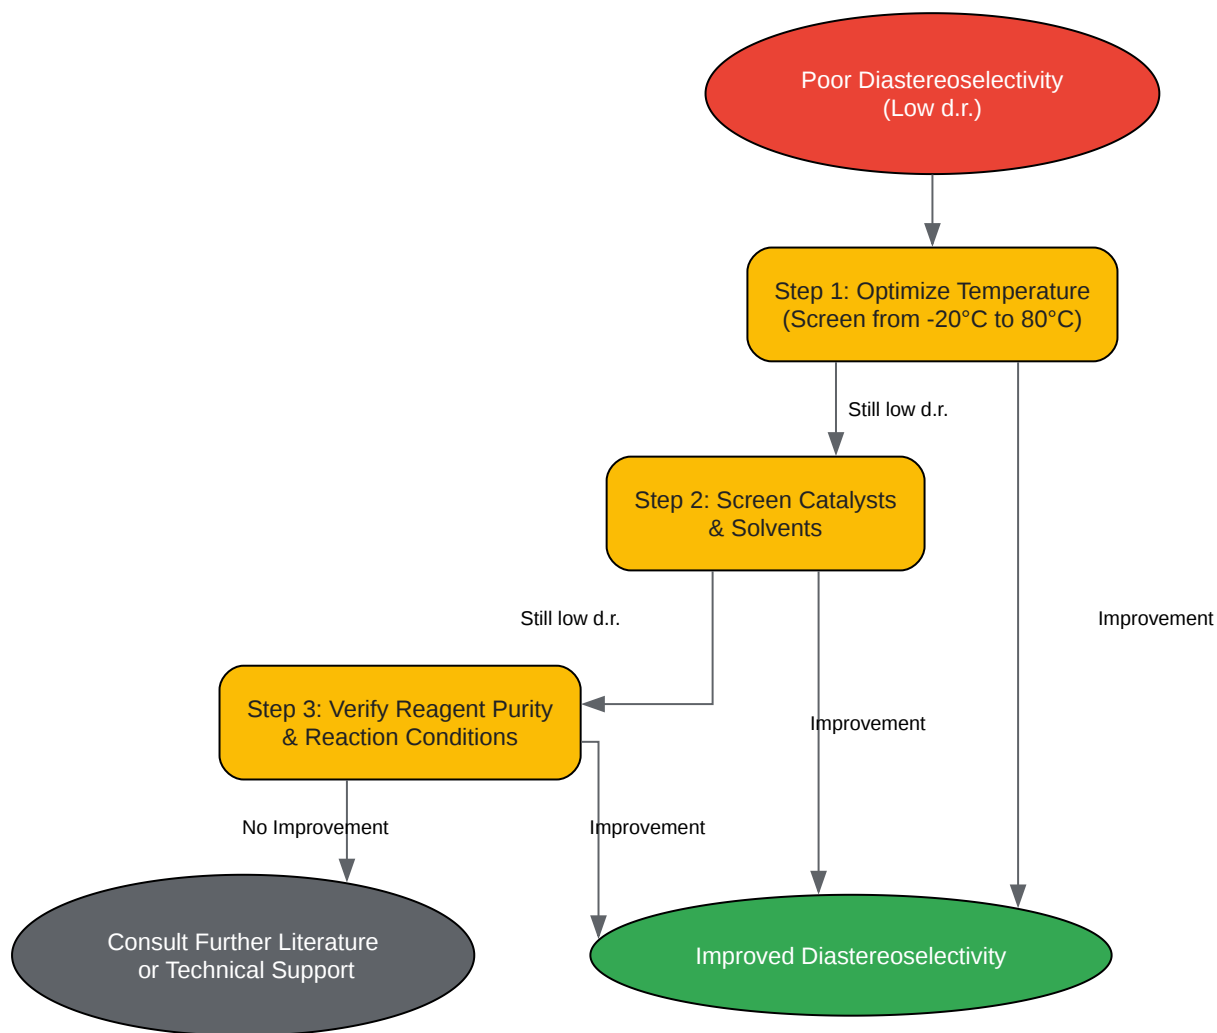 Poor Diastereoselectivity
(Low d.r.)
Step 1: Optimize Temperature
(Screen from -20°C to 80°C)
Still low d.r.
Step 2: Screen Catalysts
& Solvents
Still low d.r.
Improvement
Step 3: Verify Reagent Purity
& Reaction Conditions
Improvement
No Improvement
Improvement
Consult Further Literature
or Technical Support
Improved Diastereoselectivity